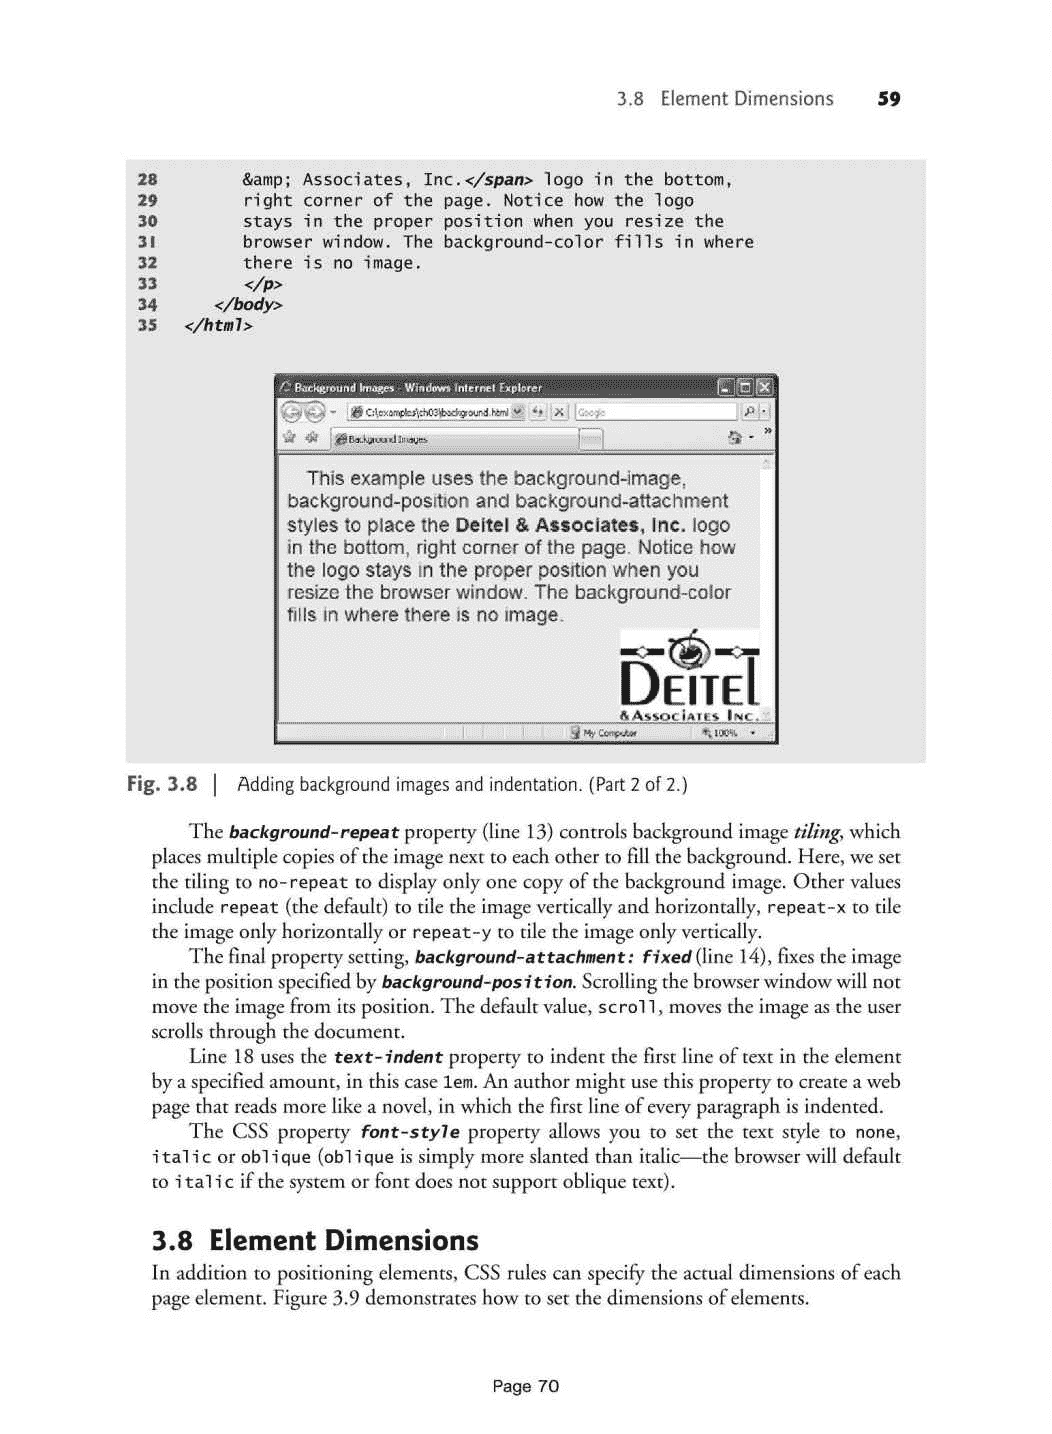 3.8 Element Dimensions 59
28 &amp; Associates, Inc.</span> logo in the bottom,
29 right corner of the page. Notice how the logo
30 stays in the proper position when you resize the
31 browser window. The background-color fills in where
32 there is no image.
33 </p>
34 </body>
35 </html>
Background Images - Windows Internet Explorer
C:\examples\ch03\background.html Google
Background Images
This example uses the background-image,
background-position and background-attachment
styles to place the Deitel & Associates, Inc. logo
in the bottom, right corner of the page. Notice how
the logo stays in the proper position when you
resize the browser window. The background-color
fills in where there is no image.
DEITEL
& ASSOCIATES INC.
My Computer 100%
Fig. 3.8 | Adding background images and indentation. (Part 2 of 2.)
The background-repeat property (line 13) controls background image tiling, which
places multiple copies of the image next to each other to fill the background. Here, we set
the tiling to no-repeat to display only one copy of the background image. Other values
include repeat (the default) to tile the image vertically and horizontally, repeat-x to tile
the image only horizontally or repeat-y to tile the image only vertically.
The final property setting, background-attachment: fixed (line 14), fixes the image
in the position specified by background-position. Scrolling the browser window will not
move the image from its position. The default value, scroll, moves the image as the user
scrolls through the document.
Line 18 uses the text-indent property to indent the first line of text in the element
by a specified amount, in this case 1em. An author might use this property to create a web
page that reads more like a novel, in which the first line of every paragraph is indented.
The CSS property font-style property allows you to set the text style to none,
italic or oblique (oblique is simply more slanted than italic—the browser will default
to italic if the system or font does not support oblique text).
3.8 Element Dimensions
In addition to positioning elements, CSS rules can specify the actual dimensions of each
page element. Figure 3.9 demonstrates how to set the dimensions of elements.
Page 70